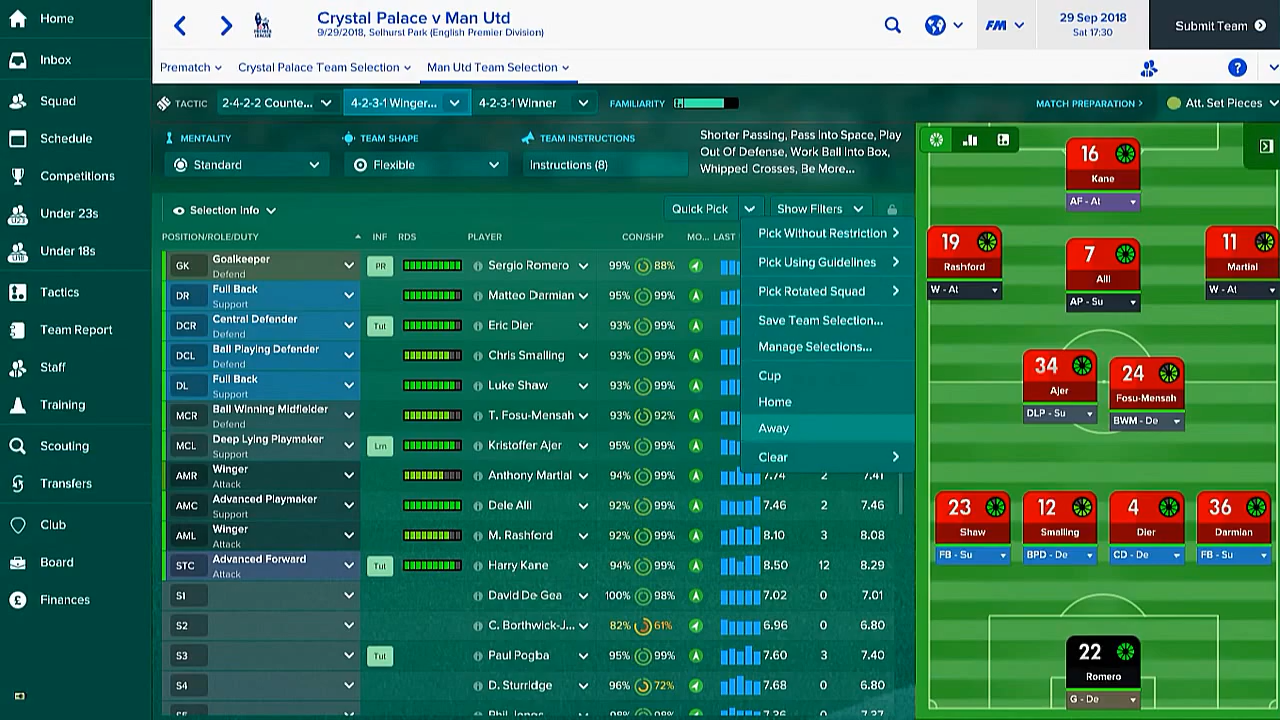 Home
Inbox
Squad
Schedule
Competitions
Under 23s
Under 18s
Tactics
Team Report
Staff
Training
Scouting
Transfers
Club
Board
Finances
Crystal Palace v Man Utd
9/29/2018, Selhurst Park (English Premier Division)
FM
29 Sep 2018
Sat 17:30
Submit Team
Prematch
Crystal Palace Team Selection
Man Utd Team Selection
TACTIC 2-4-2-2 Counte... 4-2-3-1 Winger... 4-2-3-1 Winner FAMILIARITY MATCH PREPARATION > Att. Set Pieces
MENTALITY TEAM SHAPE TEAM INSTRUCTIONS
Standard Flexible Instructions (8)
Shorter Passing, Pass Into Space, Play
Out Of Defense, Work Ball Into Box,
Whipped Crosses, Be More...
Selection Info Quick Pick Show Filters
POSITION/ROLE/DUTY INF RDS PLAYER CON/SHP MO... LAST
GK Goalkeeper Defend PR Sergio Romero 99% 88%
DR Full Back Support Matteo Darmian 95% 99%
DCR Central Defender Defend Tut Eric Dier 93% 99%
DCL Ball Playing Defender Defend Chris Smalling 93% 99%
DL Full Back Support Luke Shaw 93% 99%
MCR Ball Winning Midfielder Defend T. Fosu-Mensah 93% 92%
MCL Deep Lying Playmaker Support Lrn Kristoffer Ajer 95% 99%
AMR Winger Attack Anthony Martial 94% 99% 7.74 2 7.41
AMC Advanced Playmaker Support Dele Alli 92% 99% 7.46 2 7.46
AML Winger Attack M. Rashford 92% 99% 8.10 3 8.08
STC Advanced Forward Attack Tut Harry Kane 94% 99% 8.50 12 8.29
S1 David De Gea 100% 98% 7.02 0 7.01
S2 C. Borthwick-J... 82% 61% 6.96 0 6.80
S3 Tut Paul Pogba 95% 99% 7.60 3 7.40
S4 D. Sturridge 96% 72% 7.68 0 6.80
Pick Without Restriction
Pick Using Guidelines
Pick Rotated Squad
Save Team Selection...
Manage Selections...
Cup
Home
Away
Clear
16
Kane
AF - At
19
Rashford
W - At
7
Alli
AP - Su
11
Martial
W - At
34
Ajer
DLP - Su
24
Fosu-Mensah
BWM - De
23
Shaw
FB - Su
12
Smalling
BPD - De
4
Dier
CD - De
36
Darmian
FB - Su
22
Romero
G - De